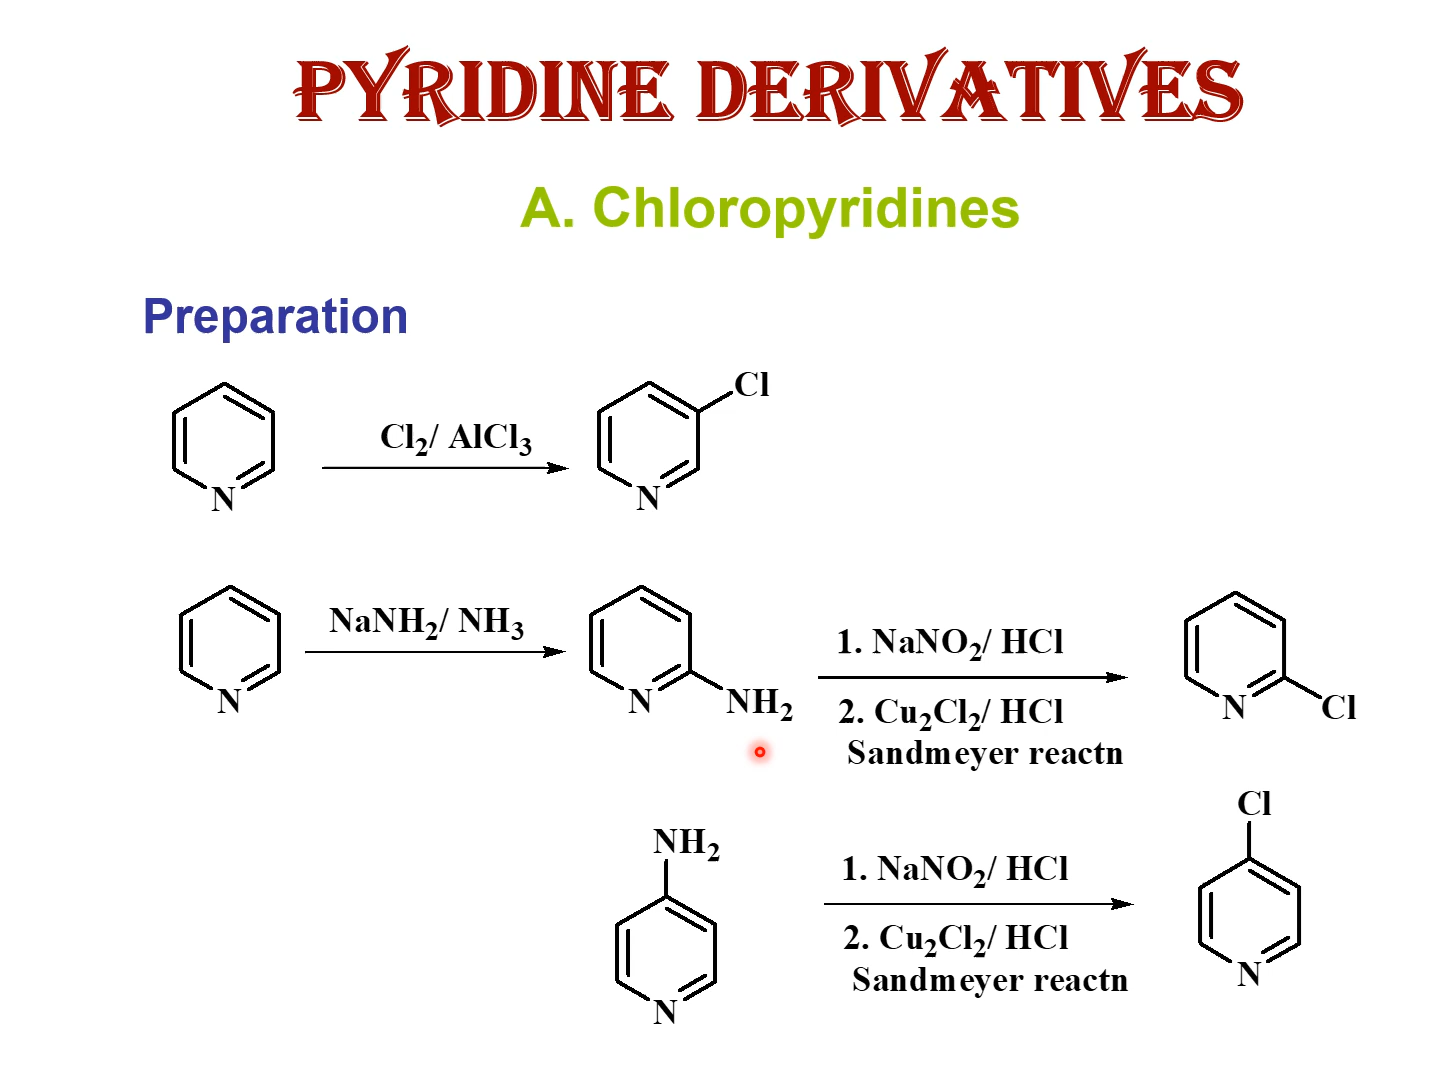 PYRIDINE DERIVATIVES
A. Chloropyridines
Preparation
Cl
Cl2/ AlCl3
N
N
NaNH2/ NH3
1. NaNO2/ HCl
N
N
NH2
2. Cu2Cl2/ HCl
N
Cl
Sandmeyer reactn
Cl
NH2
1. NaNO2/ HCl
2. Cu2Cl2/ HCl
N
Sandmeyer reactn
N